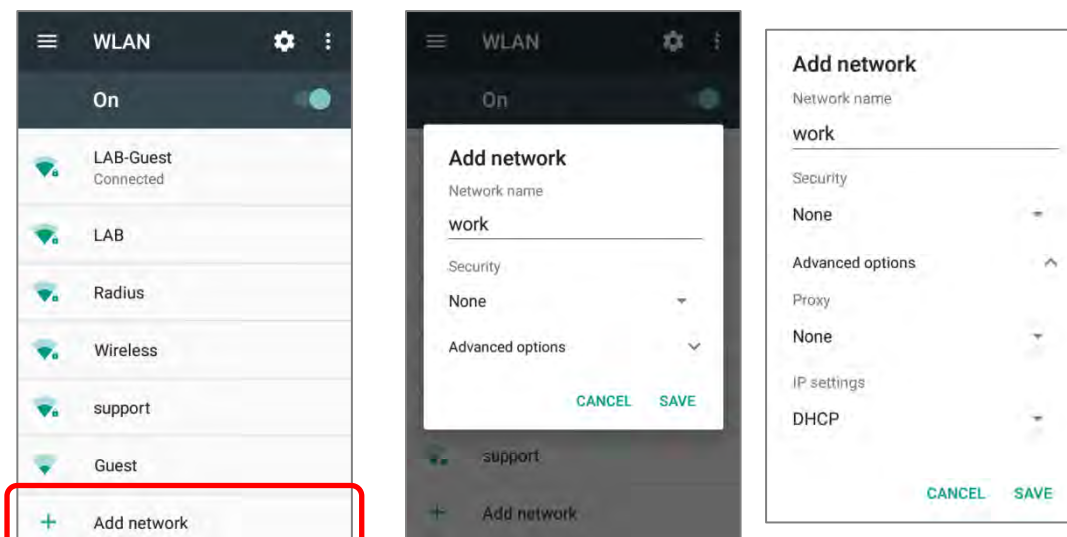 WLAN
On
LAB-Guest
Connected
LAB
Radius
Wireless
support
Guest
Add network
WLAN
On
Add network
Network name
work
Security
None
Advanced options
CANCEL SAVE
support
Add network
Add network
Network name
work
Security
None
Advanced options
Proxy
None
IP settings
DHCP
CANCEL SAVE